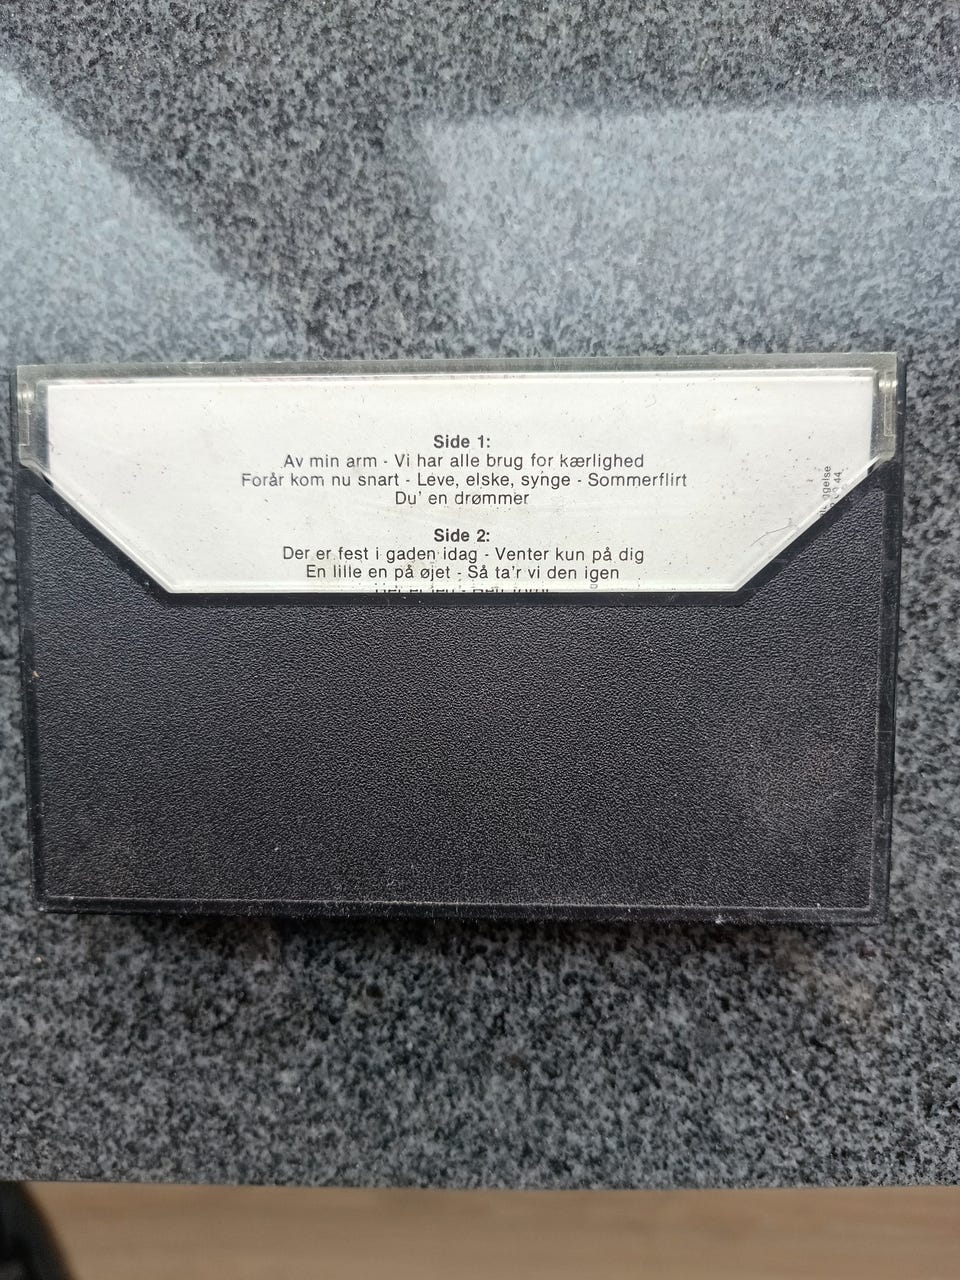 Side 1:
Av min arm - Vi har alle brug for kærlighed
Forår kom nu snart - Leve, elske, synge - Sommerflirt
Du' en drømmer
Side 2:
Der er fest i gaden idag - Venter kun på dig
En lille en på øjet - Så ta'r vi den igen